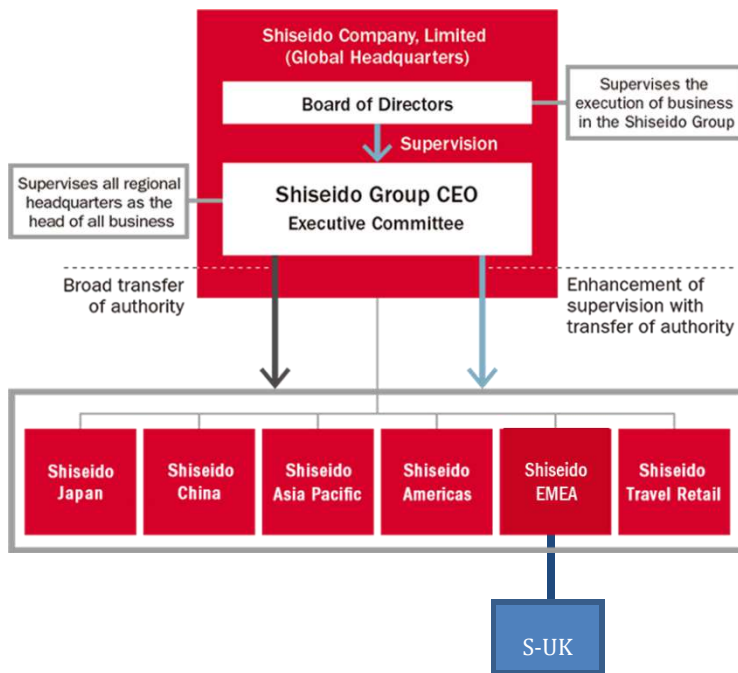 Shiseido Company, Limited
(Global Headquarters)
Board of Directors
Supervises the
execution of business
in the Shiseido Group
Supervision
Supervises all regional
headquarters as the
head of all business
Shiseido Group CEO
Executive Committee
Broad transfer
of authority
Enhancement of
supervision with
transfer of authority
Shiseido
Japan
Shiseido
China
Shiseido
Asia Pacific
Shiseido
Americas
Shiseido
EMEA
Shiseido
Travel Retail
S-UK